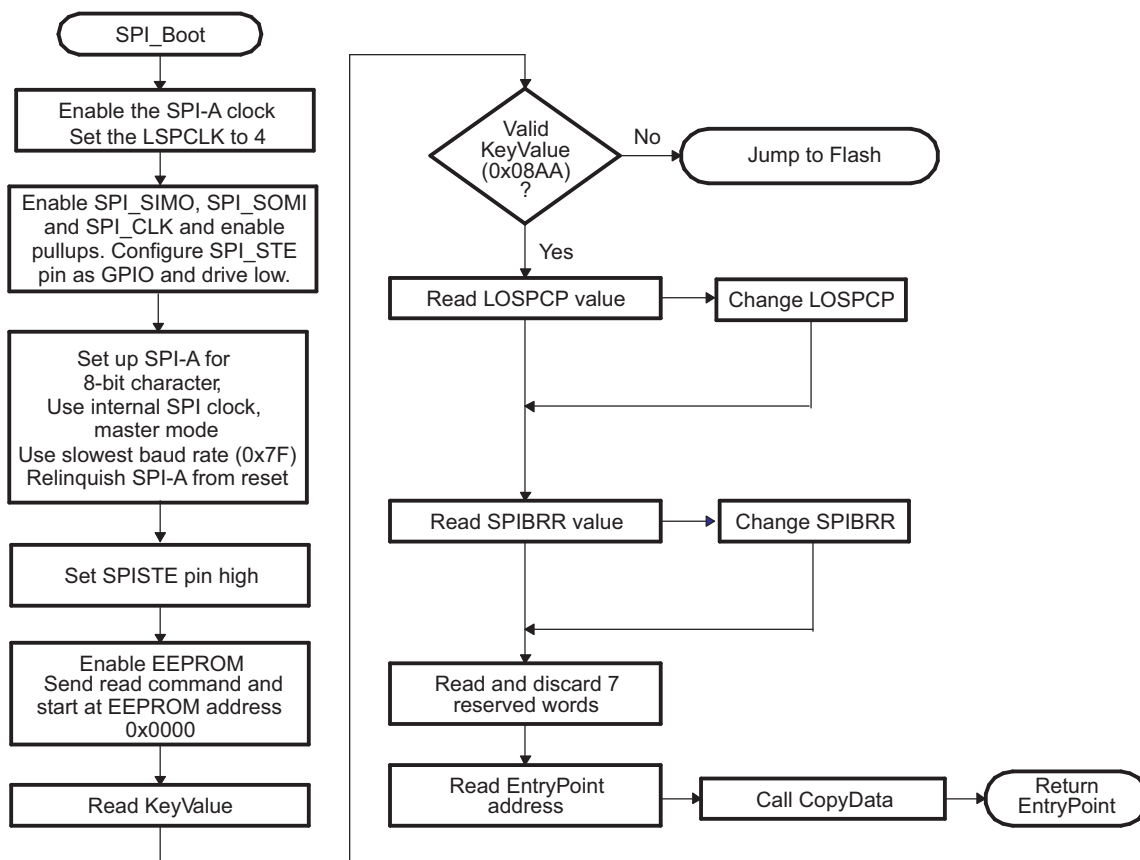 SPI_Boot
Enable the SPI-A clock
Set the LSPCLK to 4
Enable SPI_SIMO, SPI_SOMI
and SPI_CLK and enable
pullups. Configure SPI_STE
pin as GPIO and drive low.
Set up SPI-A for
8-bit character,
Use internal SPI clock,
master mode
Use slowest baud rate (0x7F)
Relinquish SPI-A from reset
Set SPISTE pin high
Enable EEPROM
Send read command and
start at EEPROM address
0x0000
Read KeyValue
Valid
KeyValue
(0x08AA)
?
No
Jump to Flash
Yes
Read LOSPCP value
Change LOSPCP
Read SPIBRR value
Change SPIBRR
Read and discard 7
reserved words
Read EntryPoint
address
Call CopyData
Return
EntryPoint